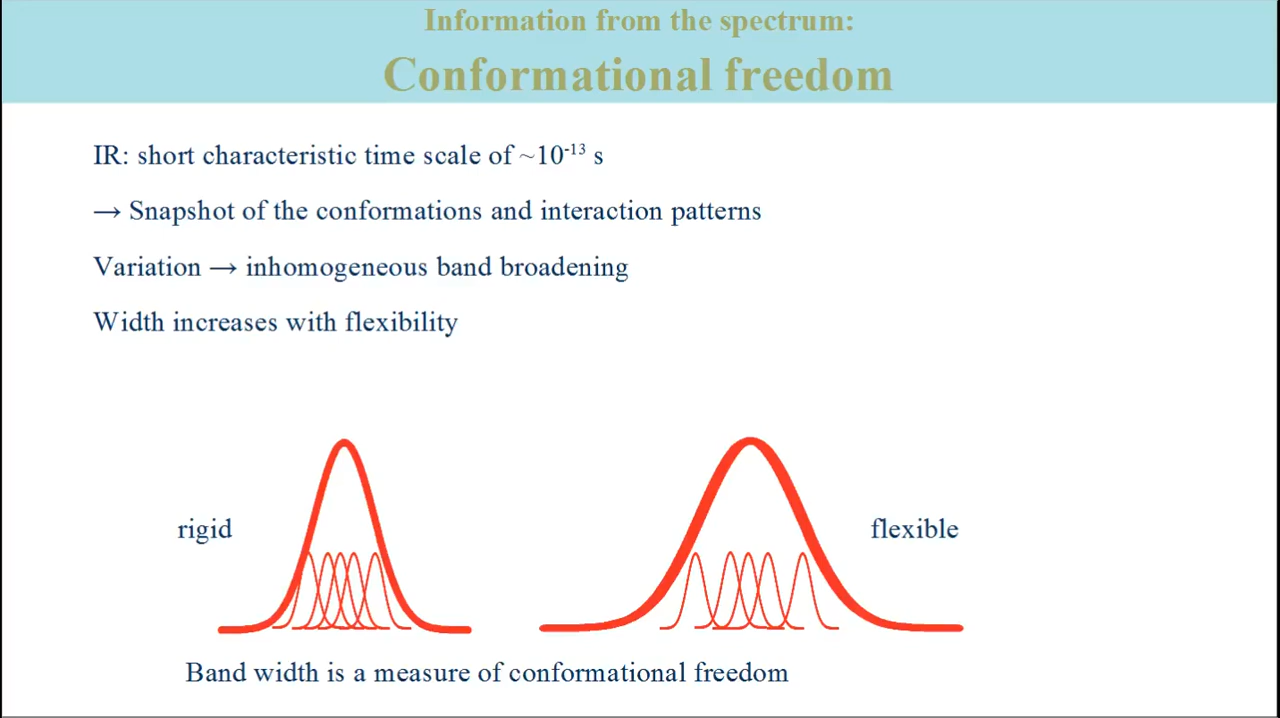 Information from the spectrum:
Conformational freedom
IR: short characteristic time scale of ~10⁻¹³ s
→ Snapshot of the conformations and interaction patterns
Variation → inhomogeneous band broadening
Width increases with flexibility
rigid
flexible
Band width is a measure of conformational freedom